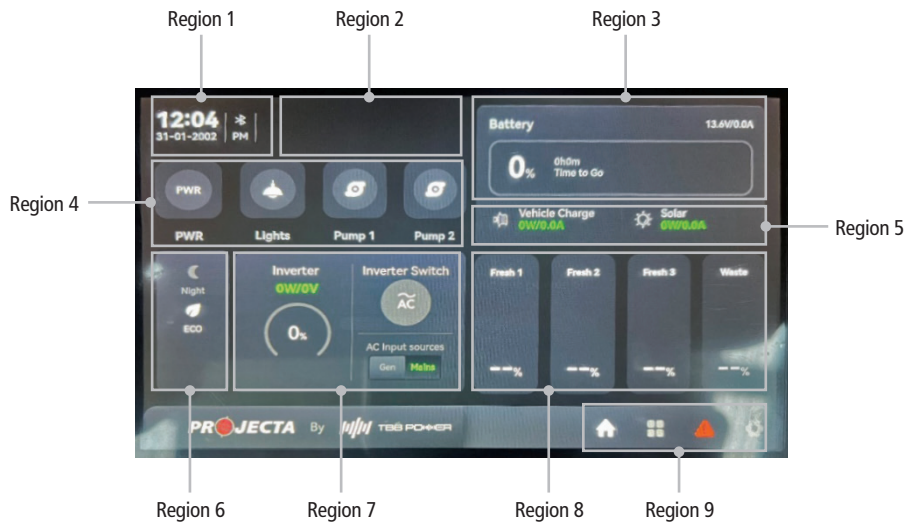 Region 1
Region 2
Region 3
12:04
31-01-2002
PM
Battery
13.6V/0.0A
0%
0h0m
Time to Go
Region 4
PWR
PWR
Lights
Pump 1
Pump 2
Vehicle Charge
0W/0.0A
Solar
0W/0.0A
Region 5
Night
ECO
Inverter
0W/0V
0%
Inverter Switch
AC
AC Input sources
Gen
Mains
Fresh 1
Fresh 2
Fresh 3
Waste
--%
--%
--%
--%
PROJECTA By TBB POWER
Region 6
Region 7
Region 8
Region 9